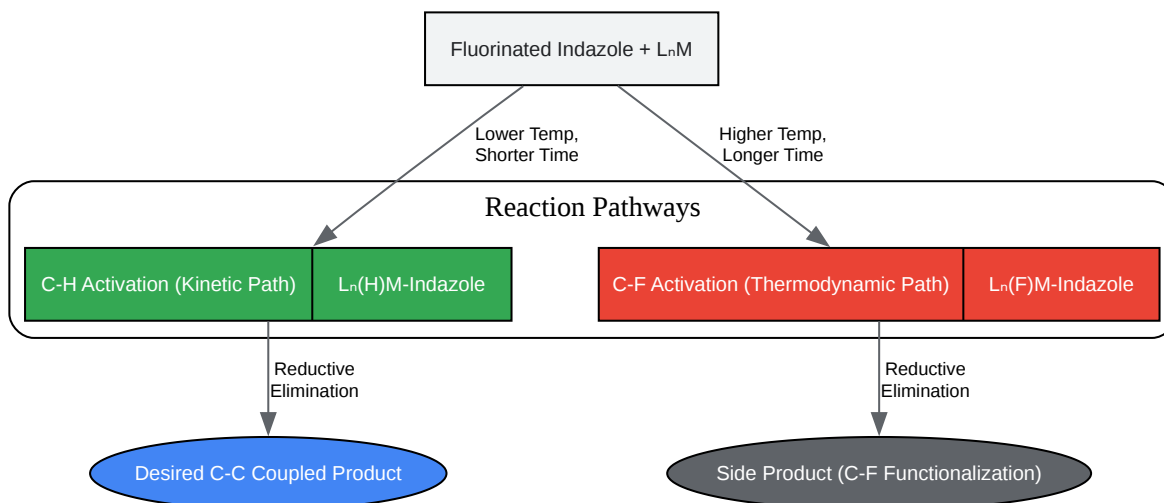 Fluorinated Indazole + LₙM
Lower Temp,
Shorter Time
Higher Temp,
Longer Time
Reaction Pathways
C-H Activation (Kinetic Path)
Lₙ(H)M-Indazole
C-F Activation (Thermodynamic Path)
Lₙ(F)M-Indazole
Reductive
Elimination
Reductive
Elimination
Desired C-C Coupled Product
Side Product (C-F Functionalization)